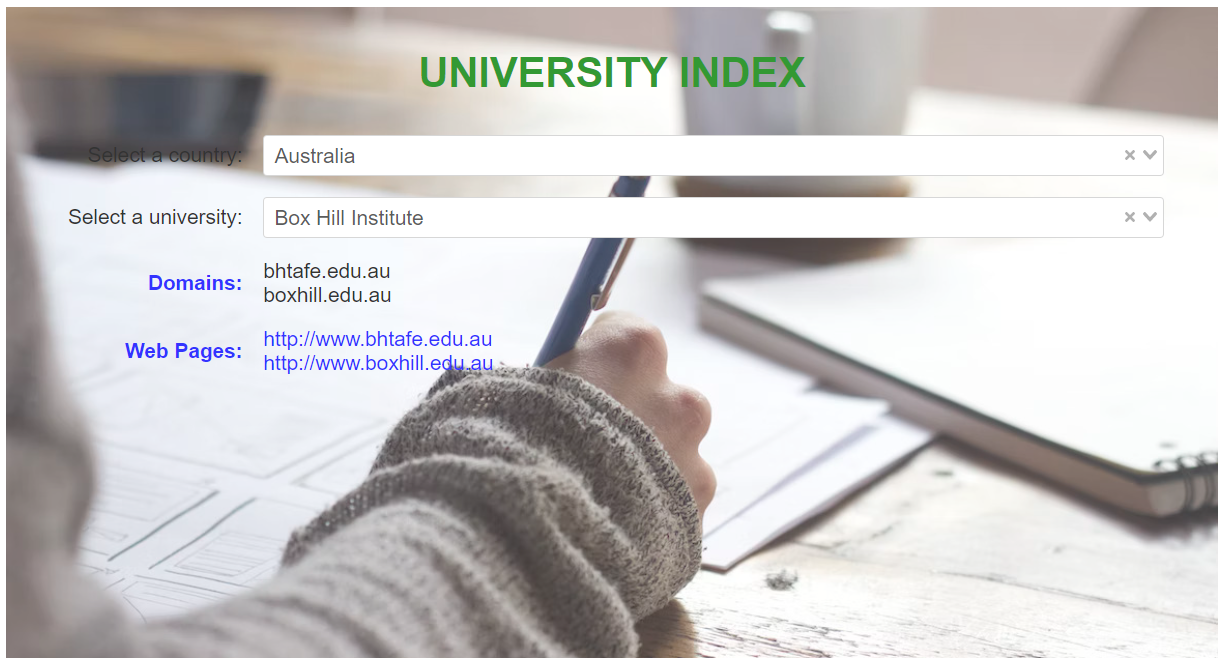 UNIVERSITY INDEX
Select a country: Australia
Select a university: Box Hill Institute
Domains: bhtafe.edu.au
boxhill.edu.au
Web Pages: http://www.bhtafe.edu.au
http://www.boxhill.edu.au